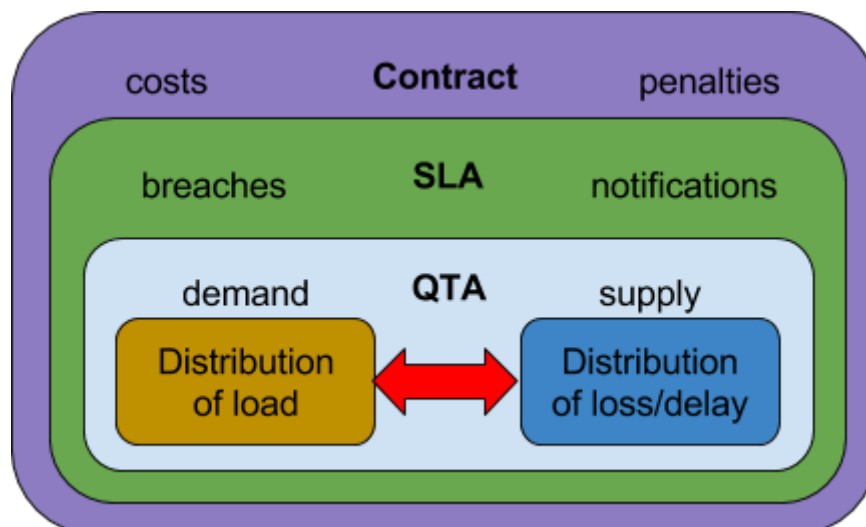 costs Contract penalties
breaches SLA notifications
demand QTA supply
Distribution
of load
Distribution
of loss/delay